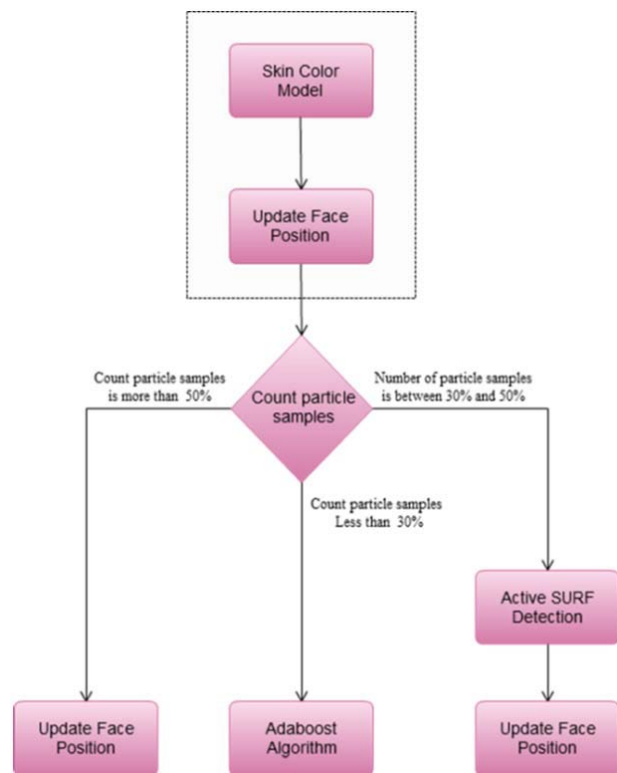 Skin Color
Model
Update Face
Position
Count particle samples
is more than 50%
Count particle
samples
Number of particle samples
is between 30% and 50%
Count particle samples
Less than 30%
Active SURF
Detection
Update Face
Position
Adaboost
Algorithm
Update Face
Position